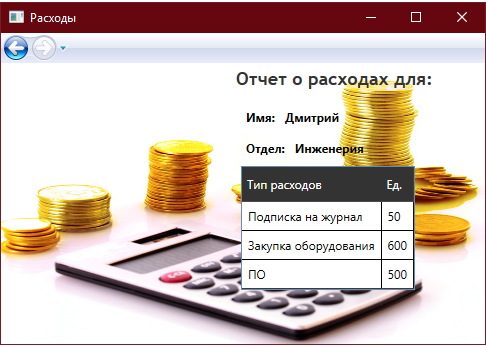 Расходы
Отчет о расходах для:
Имя: Дмитрий
Отдел: Инженерия
Тип расходов Ед.
Подписка на журнал 50
Закупка оборудования 600
ПО 500